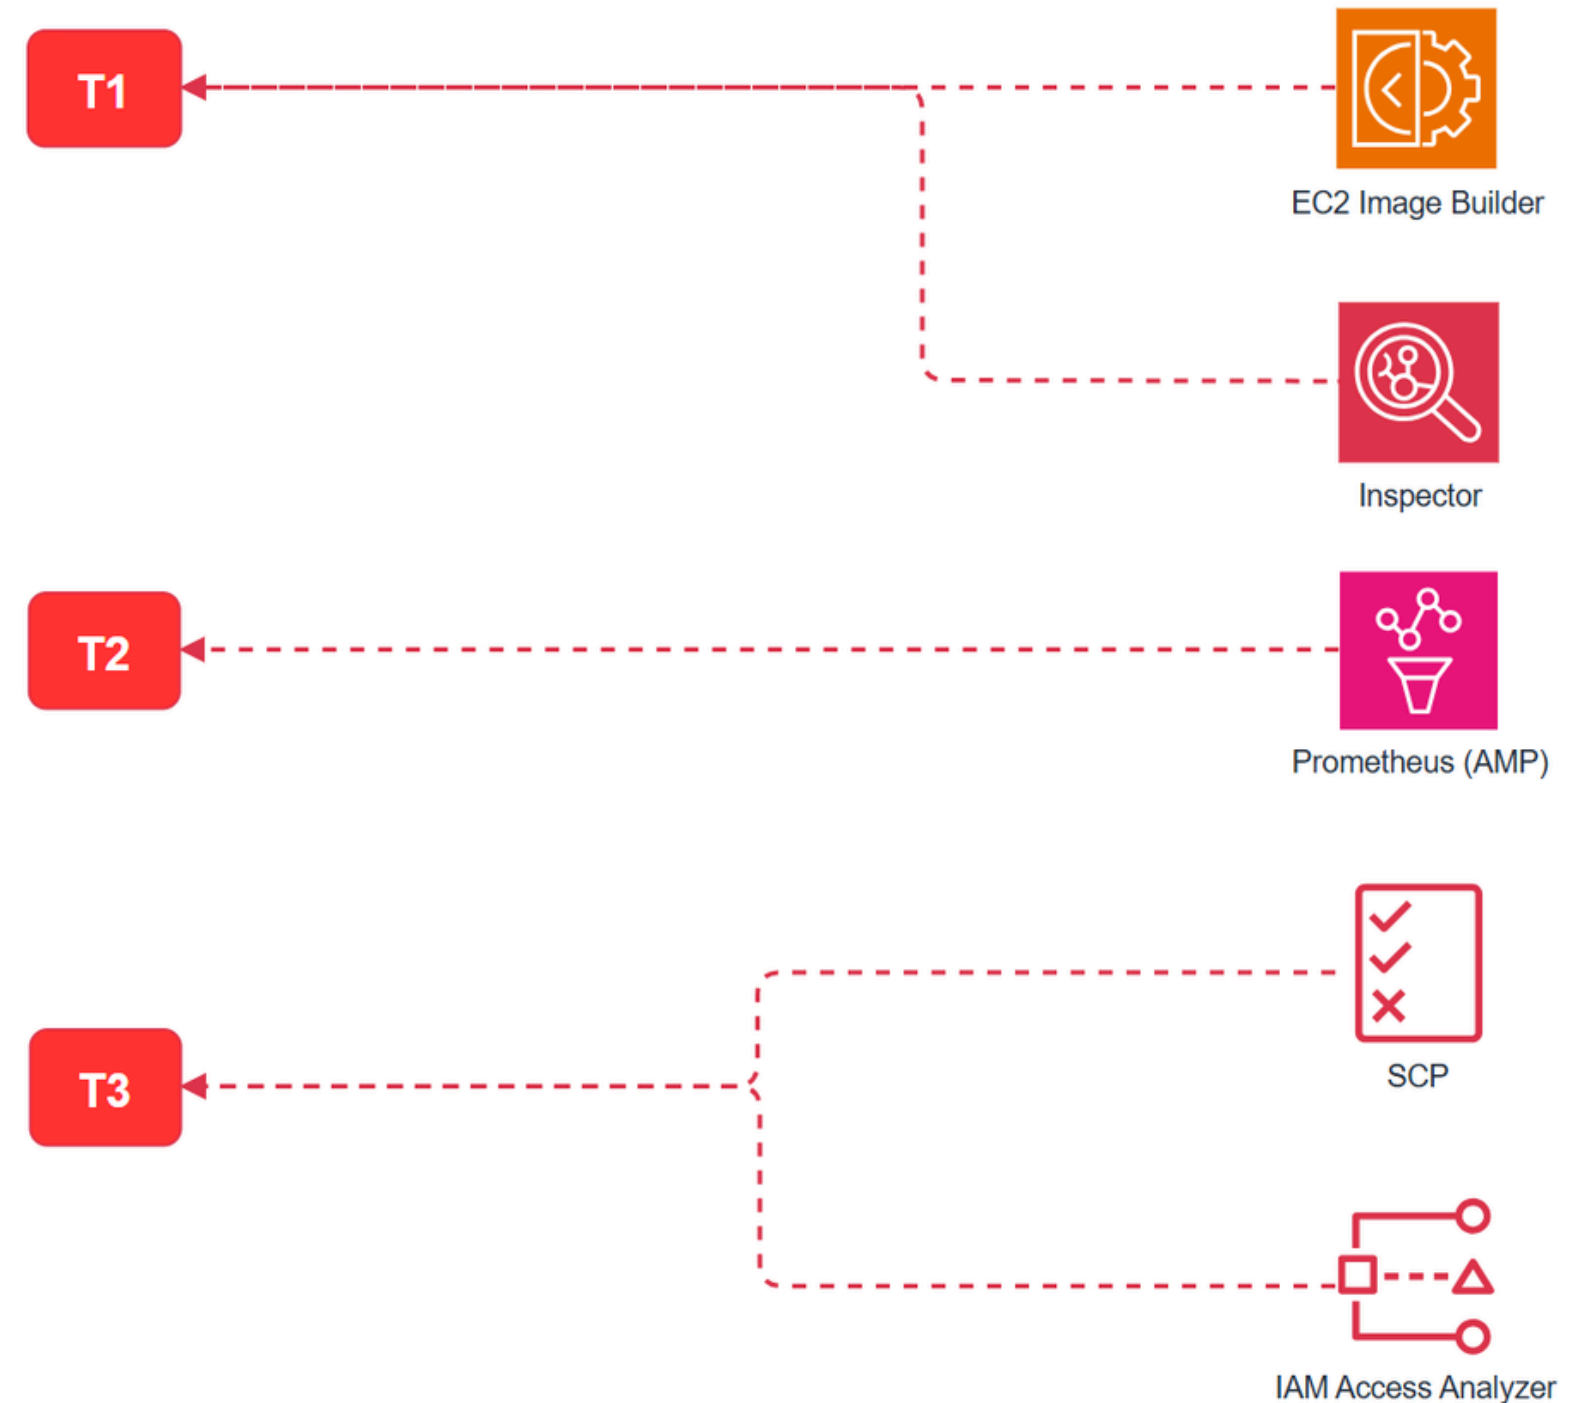 T1
EC2 Image Builder
Inspector
T2
Prometheus (AMP)
SCP
T3
IAM Access Analyzer